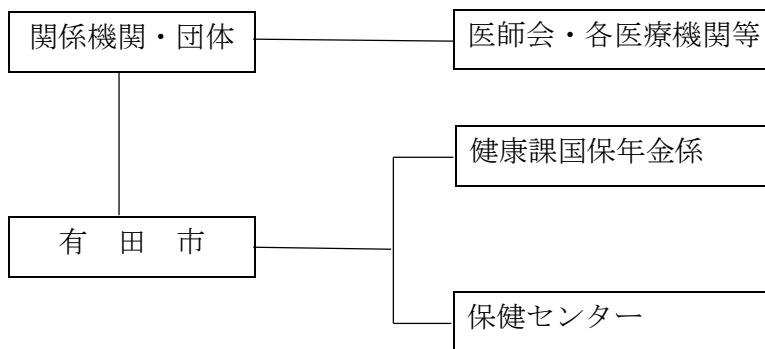 関係機関・団体
医師会・各医療機関等
健康課国保年金係
有　田　市
保健センター